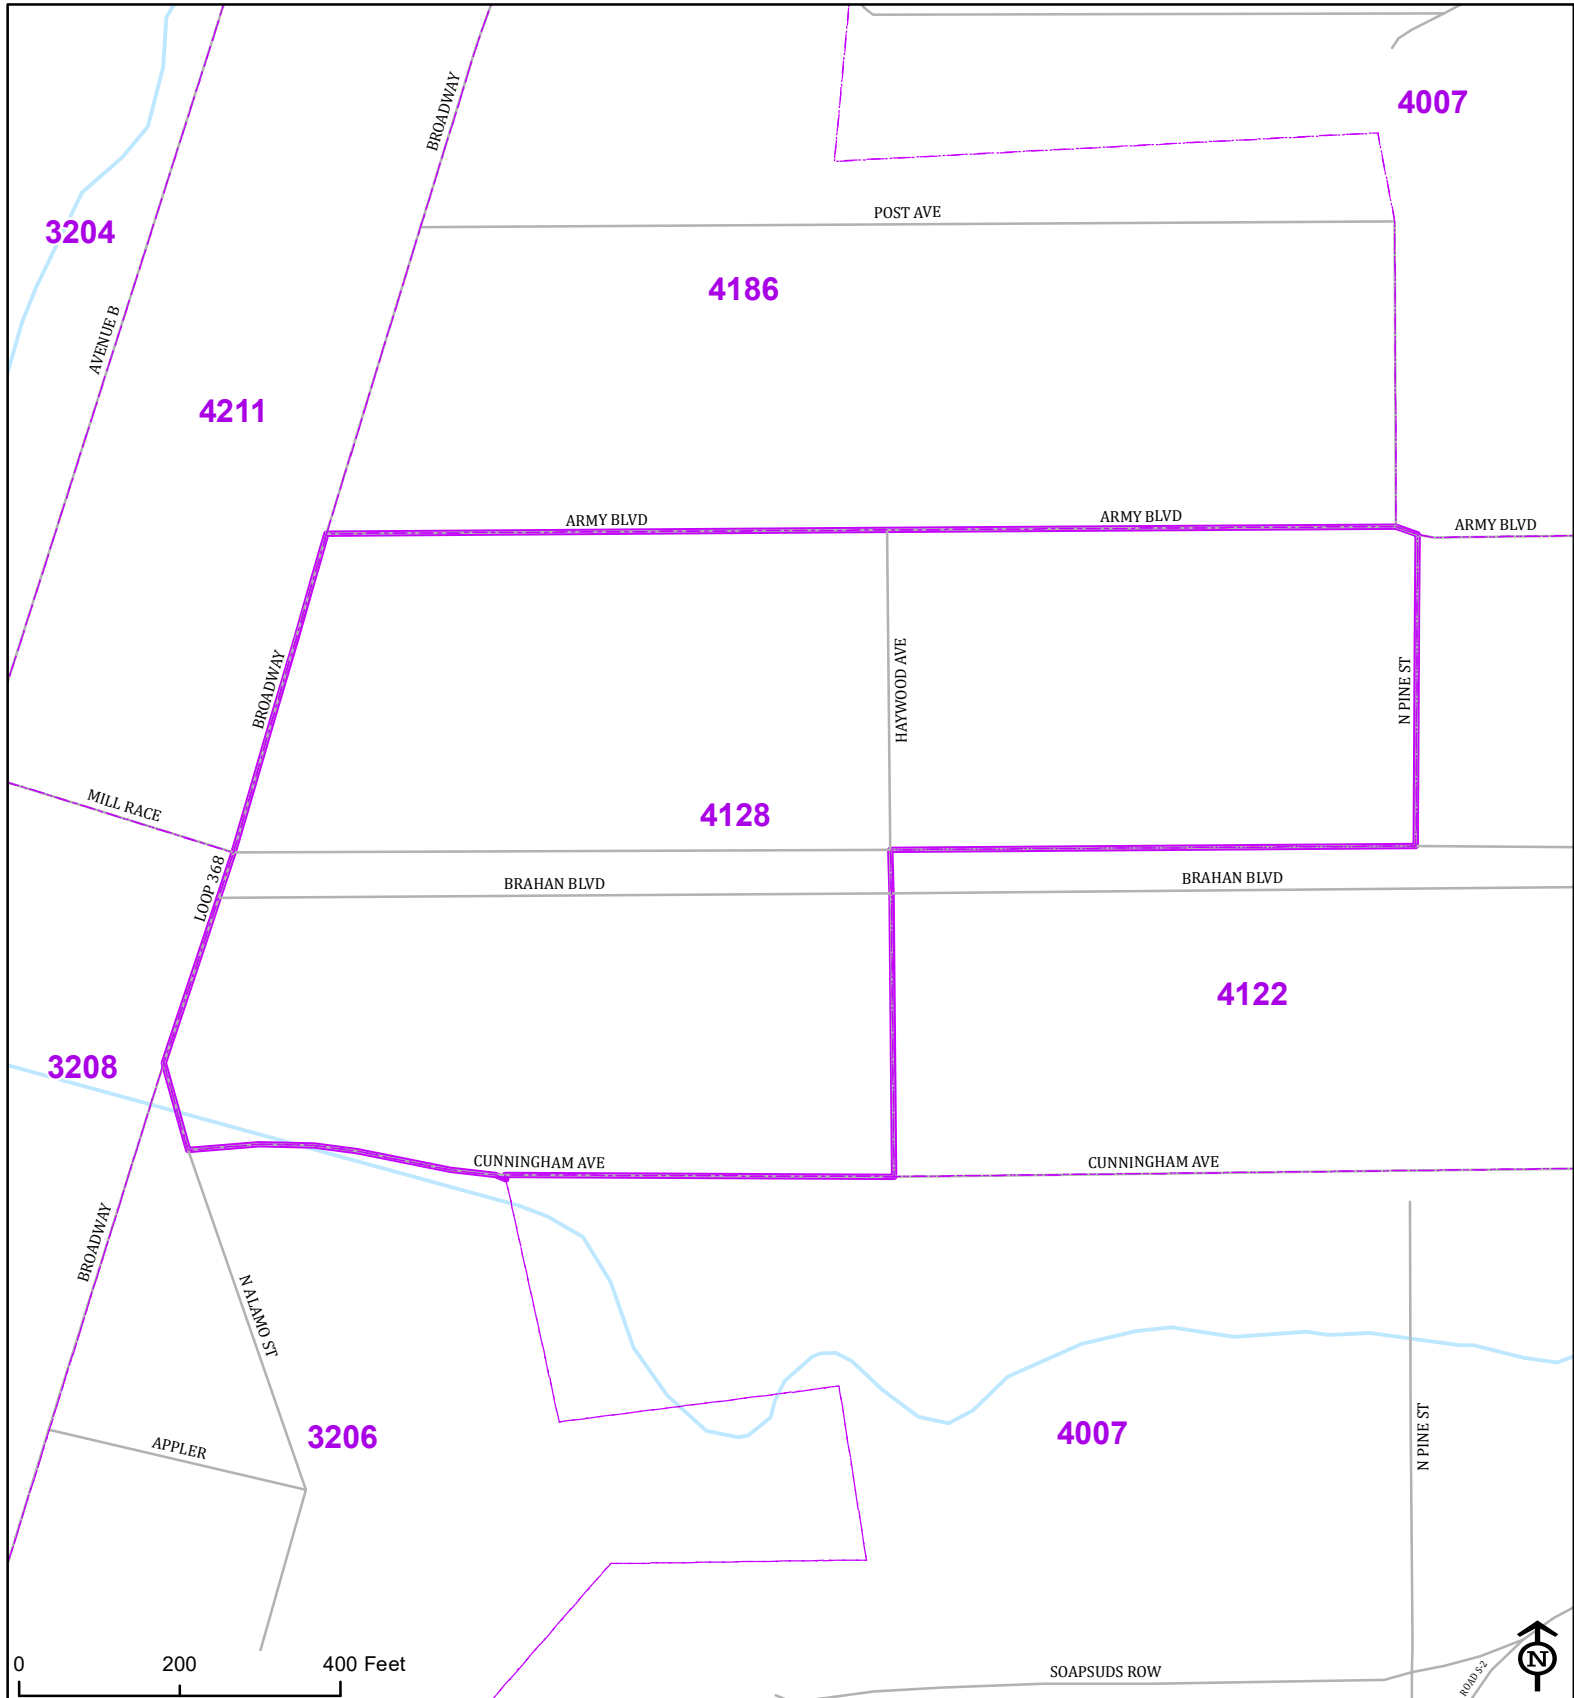 BROADWAY
4007
POST AVE
3204
4186
AVENUE B
4211
ARMY BLVD
ARMY BLVD
ARMY BLVD
BROADWAY
HAYWOOD AVE
N PINE ST
MILL RACE
4128
LOOP 368
BRAHAN BLVD
BRAHAN BLVD
4122
3208
CUNNINGHAM AVE
CUNNINGHAM AVE
BROADWAY
N ALAMO ST
3206
4007
N PINE ST
APPLER
0 200 400 Feet
SOAPSUDS ROW
ROAD S-2
N